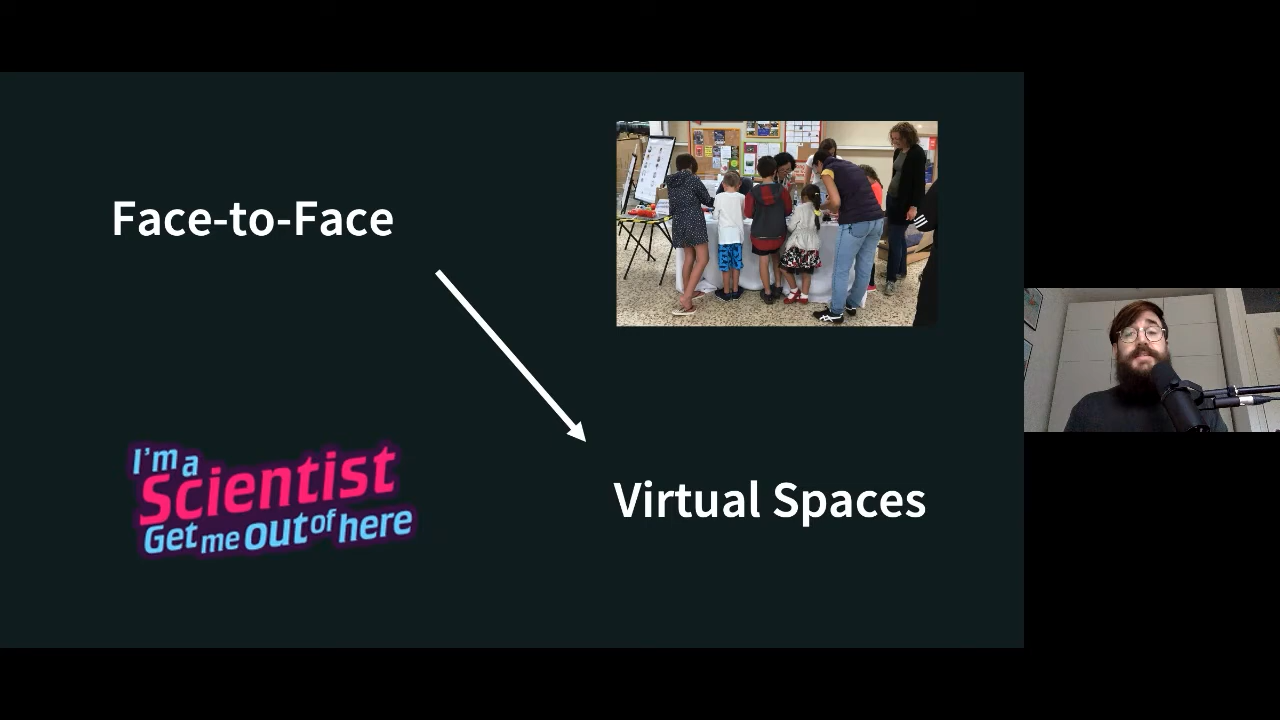 Face-to-Face
I'm a
Scientist
Get me out of here
Virtual Spaces